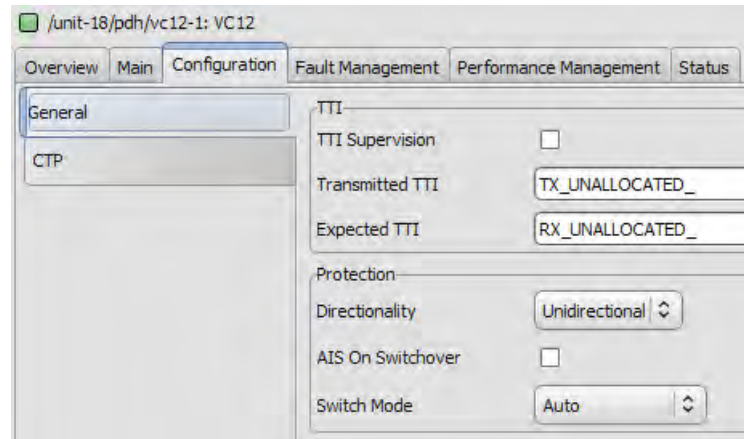 /unit-18/pdh/vc12-1: VC12
Overview Main Configuration Fault Management Performance Management Status
General
CTP
TTI
TTI Supervision
Transmitted TTI TX_UNALLOCATED_
Expected TTI RX_UNALLOCATED_
Protection
Directionality Unidirectional
AIS On Switchover
Switch Mode Auto